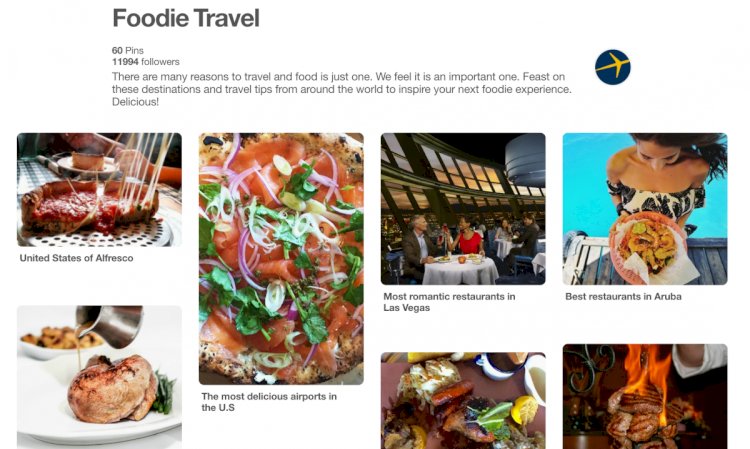 Foodie Travel
60 Pins
11994 followers
There are many reasons to travel and food is just one. We feel it is an important one. Feast on
these destinations and travel tips from around the world to inspire your next foodie experience.
Delicious!
United States of Alfresco
The most delicious airports in
the U.S
Most romantic restaurants in
Las Vegas
Best restaurants in Aruba